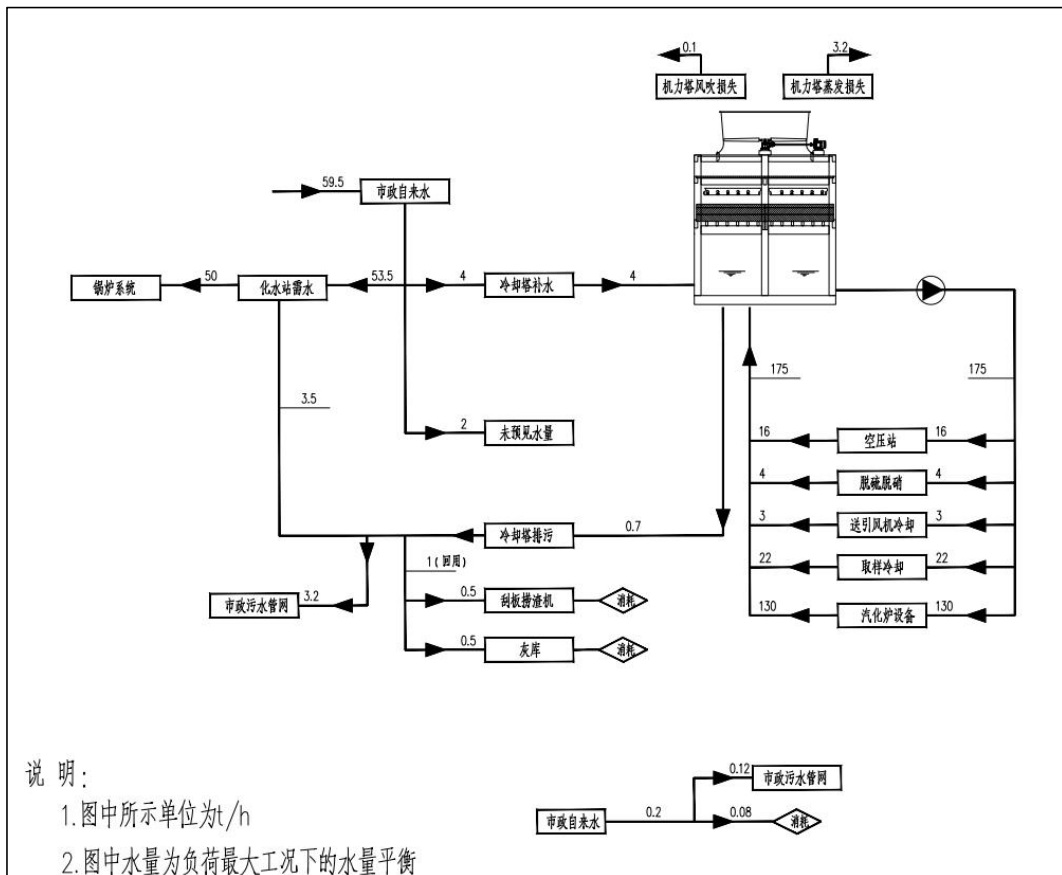 0.1
3.2
机力塔风吹损失
机力塔蒸发损失
59.5
市政自来水
锅炉系统
50
化水站需水
53.5
4
冷却塔补水
4
3.5
175
175
2
未预见水量
16
空压站
16
4
脱硫脱硝
4
3
送引风机冷却
3
22
取样冷却
22
130
汽化炉设备
130
冷却塔排污
0.7
1(回用)
市政污水管网
3.2
0.5
刮板捞渣机
消耗
0.5
灰库
消耗
说 明:
1.图中所示单位为t/h
2.图中水量为负荷最大工况下的水量平衡
市政自来水
0.2
0.12
市政污水管网
0.08
消耗